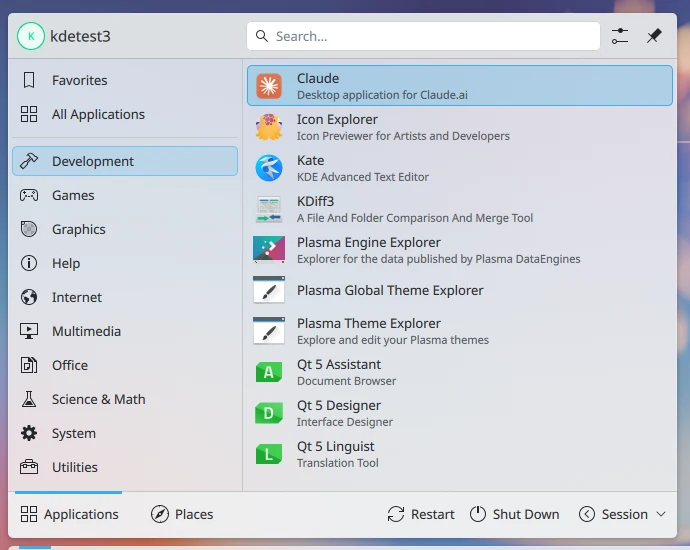 K
kdetest3
Search...
Favorites
All Applications
Development
Games
Graphics
Help
Internet
Multimedia
Office
Science & Math
System
Utilities
Claude
Desktop application for Claude.ai
Icon Explorer
Icon Previewer for Artists and Developers
Kate
KDE Advanced Text Editor
KDiff3
A File And Folder Comparison And Merge Tool
Plasma Engine Explorer
Explorer for the data published by Plasma DataEngines
Plasma Global Theme Explorer
Plasma Theme Explorer
Explore and edit your Plasma themes
A
Qt 5 Assistant
Document Browser
D
Qt 5 Designer
Interface Designer
L
Qt 5 Linguist
Translation Tool
Applications
Places
Restart
Shut Down
Session